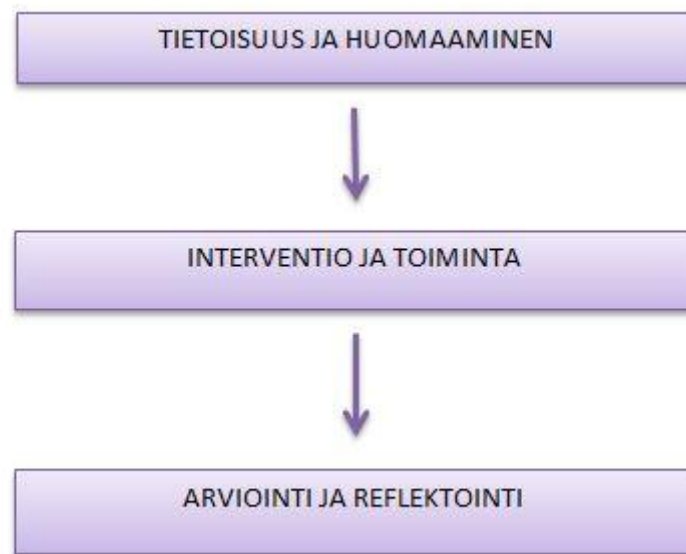 TIETOISUUS JA HUOMAAMINEN
INTERVENTIO JA TOIMINTA
ARVIOINTI JA REFLEKTOINTI